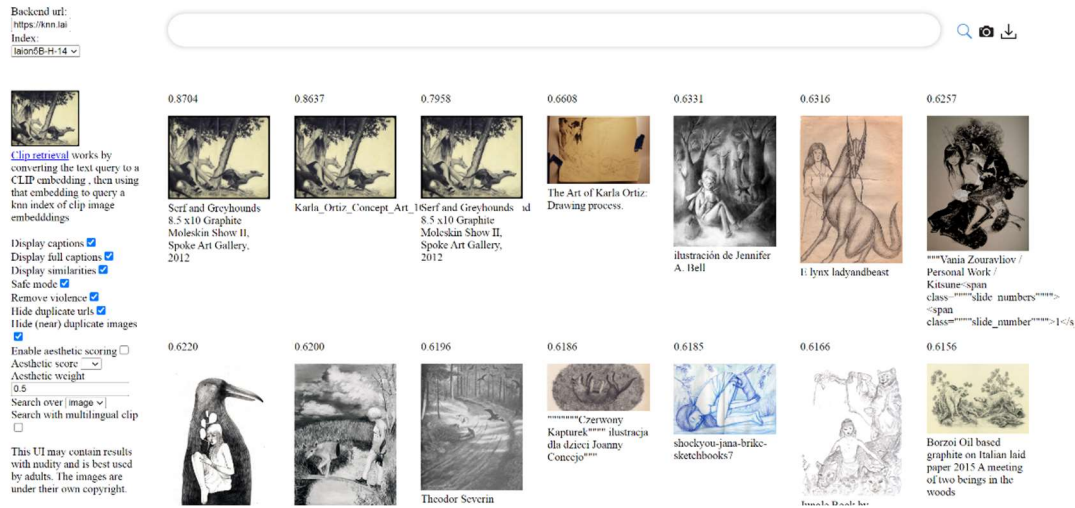 Backend url:
https://knn.lai
Index:
laion5B-H-14
Clip retrieval works by
converting the text query to a
CLIP embedding , then using
that embedding to query a
knn index of clip image
embedddings
Display captions
Display full captions
Display similarities
Safe mode
Remove violence
Hide duplicate urls
Hide (near) duplicate images
Enable aesthetic scoring
Aesthetic score
Aesthetic weight
0.5
Search over image
Search with multilingual clip
This UI may contain results
with nudity and is best used
by adults. The images are
under their own copyright.
0.8704
Serf and Greyhounds
8.5 x10 Graphite
Moleskin Show II,
Spoke Art Gallery,
2012
0.8637
Karla_Ortiz_Concept_Art_1
0.7958
Serf and Greyhounds
8.5 x10 Graphite
Moleskin Show II,
Spoke Art Gallery,
2012
0.6608
The Art of Karla Ortiz:
Drawing process.
0.6331
ilustración de Jennifer
A. Bell
0.6316
lynx ladyandbeast
0.6257
"""Vania Zouravliov /
Personal Work /
Kitsune<span
class=""""slide_numbers"""">
<span
class=""""slide_number"""">1</s
0.6220
0.6200
0.6196
Theodor Severin
0.6186
"""""""Czerwony
Kapturek"""" ilustracja
dla dzieci Joanny
Concejo"""
0.6185
shockyou-jana-brike-
sketchbooks7
0.6166
Jungle Book by
0.6156
Borzoi Oil based
graphite on Italian laid
paper 2015 A meeting
of two beings in the
woods